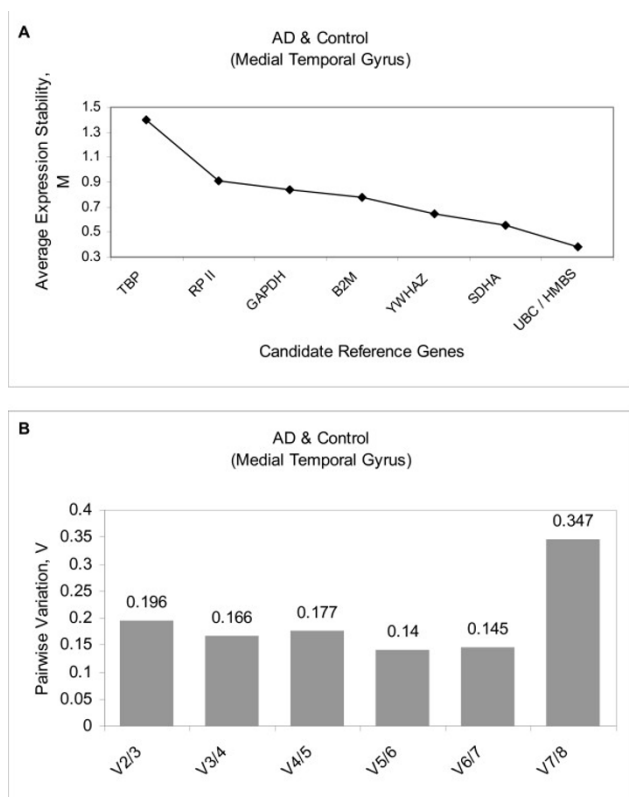 A
AD & Control
(Medial Temporal Gyrus)
Average Expression Stability,
M
1.5
1.3
1.1
0.9
0.7
0.5
0.3
TBP
RP II
GAPDH
B2M
YWHAZ
SDHA
UBC / HMBS
Candidate Reference Genes
B
AD & Control
(Medial Temporal Gyrus)
Pairwise Variation, V
0.4
0.35
0.3
0.25
0.2
0.15
0.1
0.05
0
0.196
0.166
0.177
0.14
0.145
0.347
V2/3
V3/4
V4/5
V5/6
V6/7
V7/8